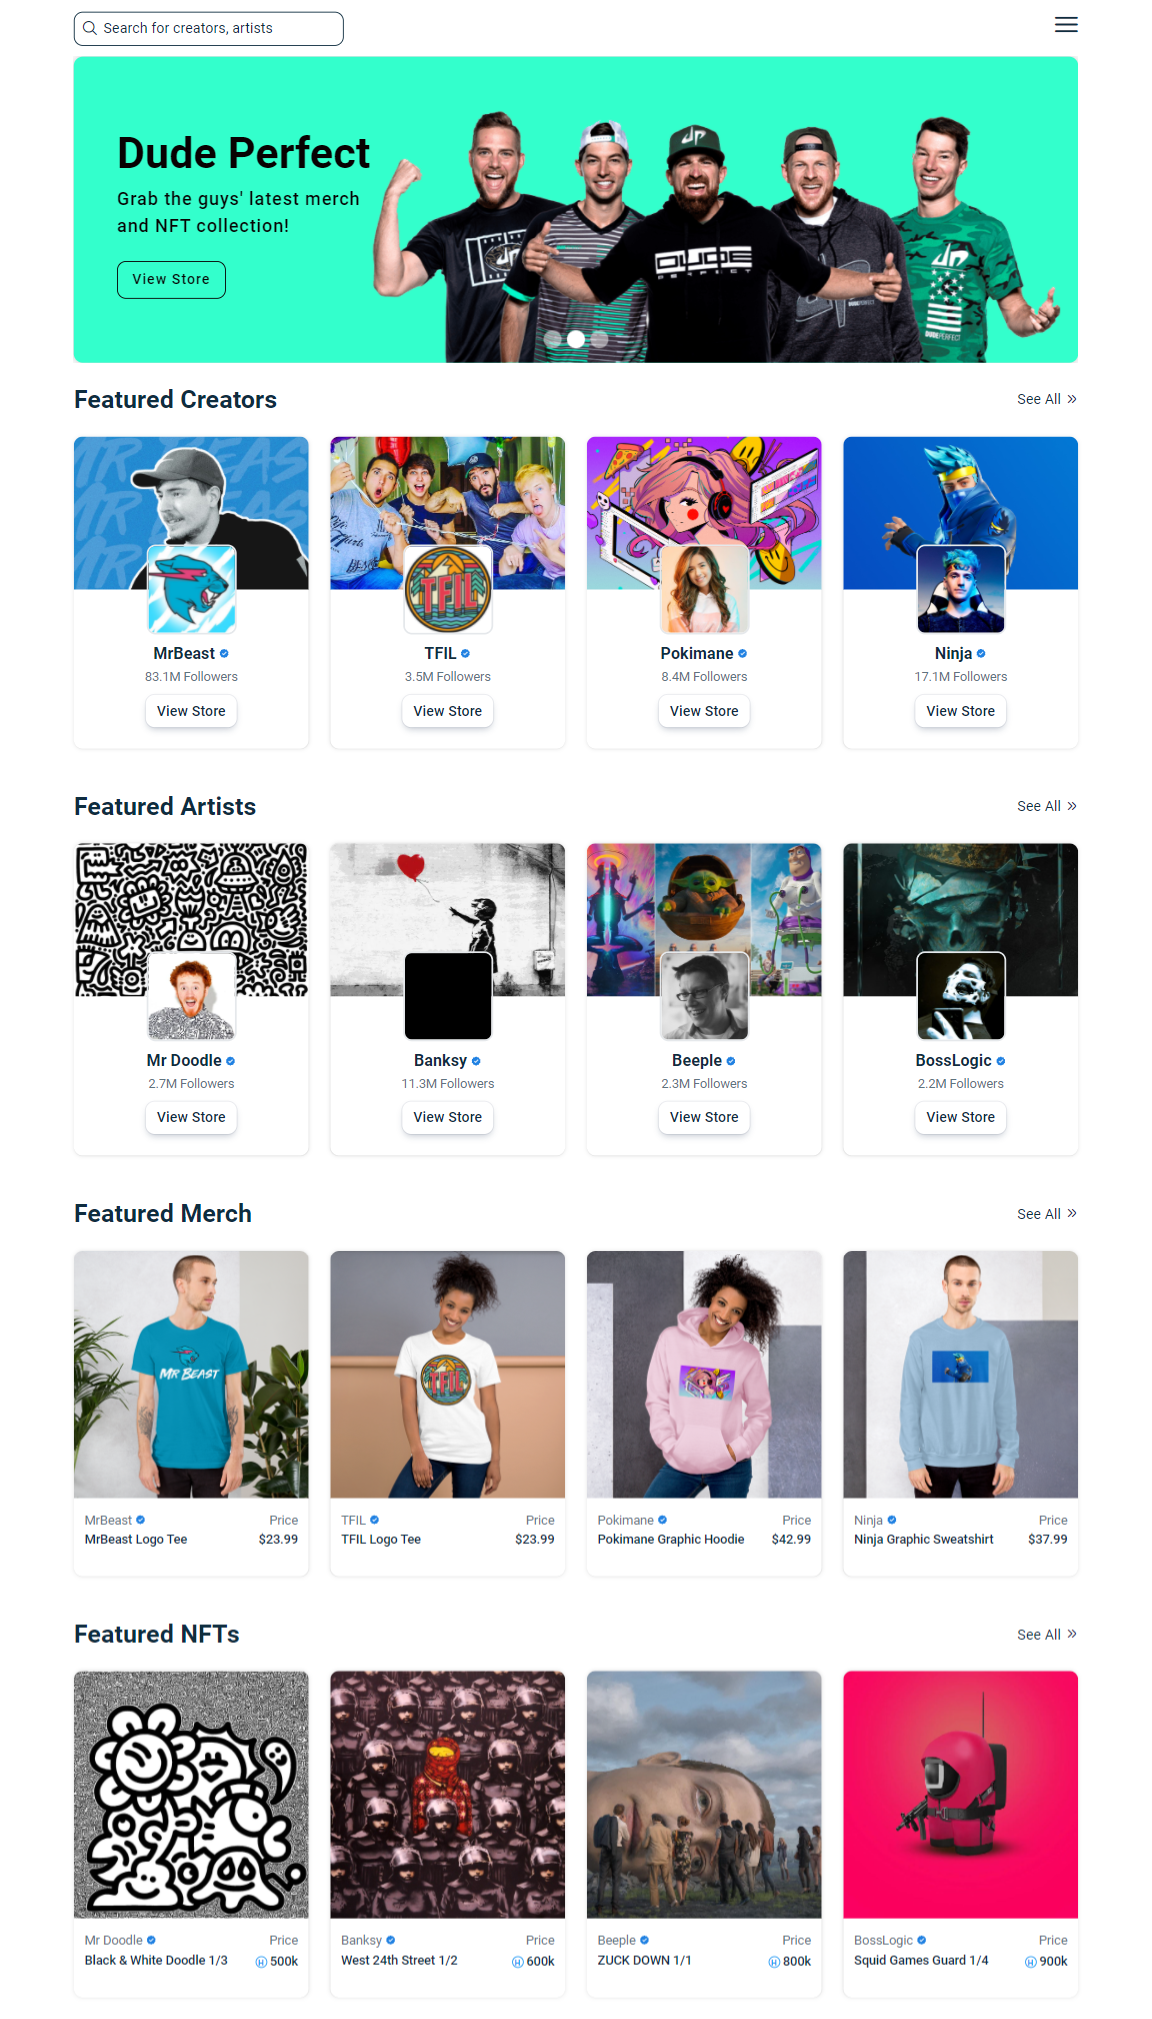 Search for creators, artists
Dude Perfect
Grab the guys' latest merch
and NFT collection!
View Store
DUDE
PERFECT
Featured Creators
See All
MrBeast
83.1M Followers
View Store
TFIL
TFIL
3.5M Followers
View Store
Pokimane
8.4M Followers
View Store
Ninja
17.1M Followers
View Store
Featured Artists
See All
Mr Doodle
2.7M Followers
View Store
Banksy
11.3M Followers
View Store
Beeple
2.3M Followers
View Store
BossLogic
2.2M Followers
View Store
Featured Merch
See All
MR BEAST
MrBeast
Price
MrBeast Logo Tee
$23.99
TFIL
TFIL
Price
TFIL Logo Tee
$23.99
Pokimane
Price
Pokimane Graphic Hoodie
$42.99
Ninja
Price
Ninja Graphic Sweatshirt
$37.99
Featured NFTs
See All
Mr Doodle
Price
Black & White Doodle 1/3
500k
Banksy
Price
West 24th Street 1/2
600k
Beeple
Price
ZUCK DOWN 1/1
800k
BossLogic
Price
Squid Games Guard 1/4
900k